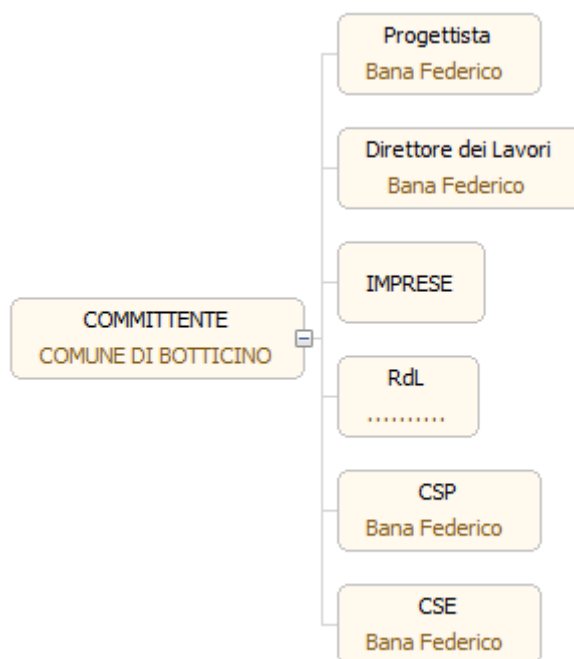 Progettista
Bana Federico
Direttore dei Lavori
Bana Federico
IMPRESE
COMMITTENTE
COMUNE DI BOTTICINO
RdL
..........
CSP
Bana Federico
CSE
Bana Federico